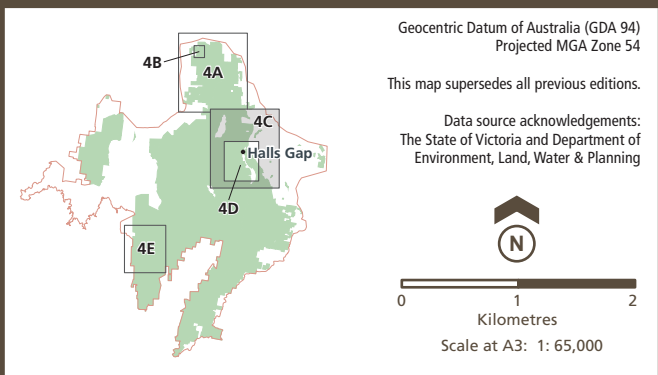 4B
4A
4C
Halls Gap
4D
4E
Geocentric Datum of Australia (GDA 94)
Projected MGA Zone 54
This map supersedes all previous editions.
Data source acknowledgements:
The State of Victoria and Department of
Environment, Land, Water & Planning
N
0 1 2
Kilometres
Scale at A3: 1: 65,000